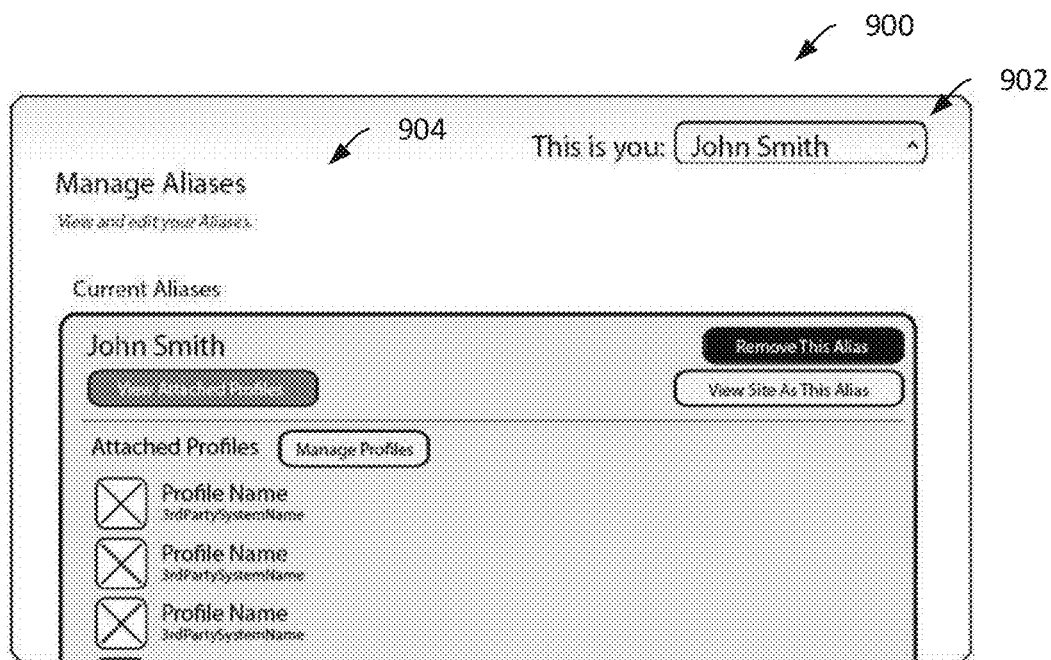 900
902
904
This is you: John Smith ^
Manage Aliases
View and edit your Aliases.
Current Aliases
John Smith
Remove This Alias
View Site As This Alias
Attached Profiles Manage Profiles
Profile Name
3rdPartySystemName
Profile Name
3rdPartySystemName
Profile Name
3rdPartySystemName